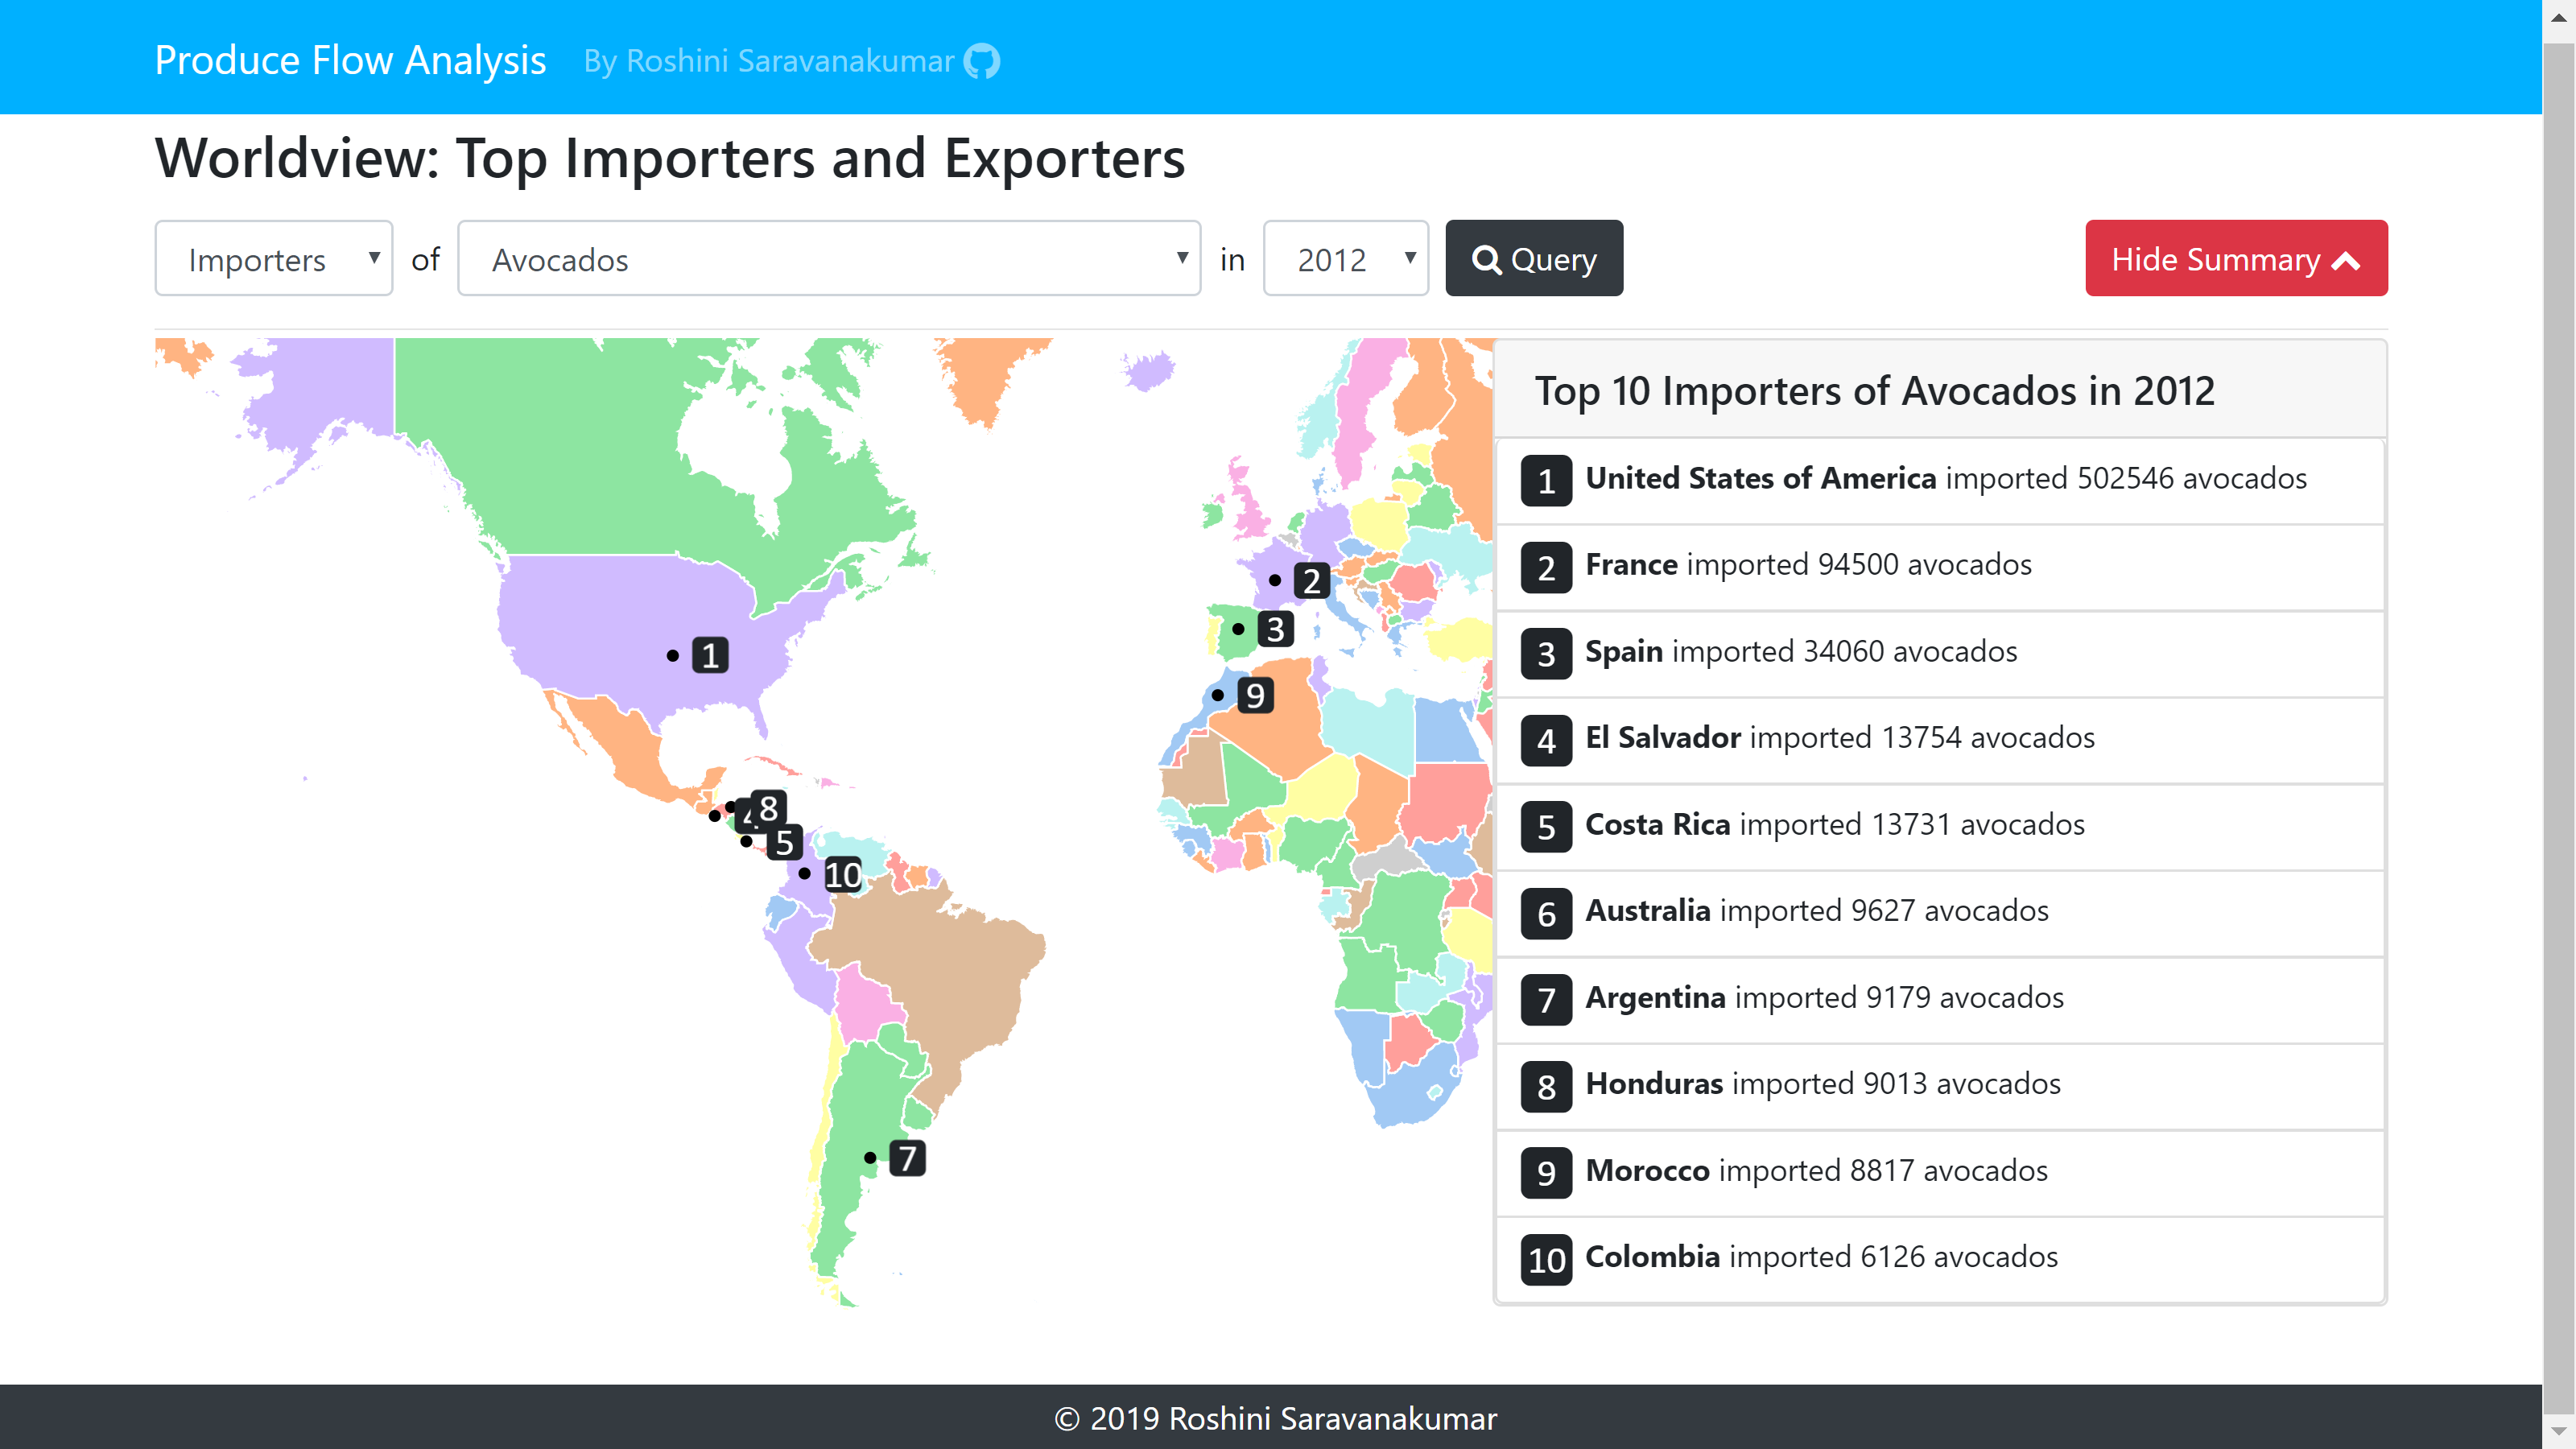 Produce Flow Analysis By Roshini Saravanakumar
Worldview: Top Importers and Exporters
Importers of Avocados in 2012 Query Hide Summary
Top 10 Importers of Avocados in 2012
1 United States of America imported 502546 avocados
2 France imported 94500 avocados
3 Spain imported 34060 avocados
4 El Salvador imported 13754 avocados
5 Costa Rica imported 13731 avocados
6 Australia imported 9627 avocados
7 Argentina imported 9179 avocados
8 Honduras imported 9013 avocados
9 Morocco imported 8817 avocados
10 Colombia imported 6126 avocados
2
3
1
9
4 8
5
10
7
© 2019 Roshini Saravanakumar